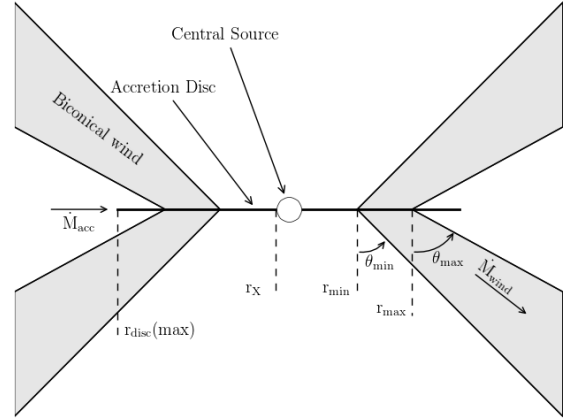 Central Source
Accretion Disc
Biconical wind
Ṁacc
θmin
θmax
Ṁwind
rX
rmin
rmax
rdisc(max)